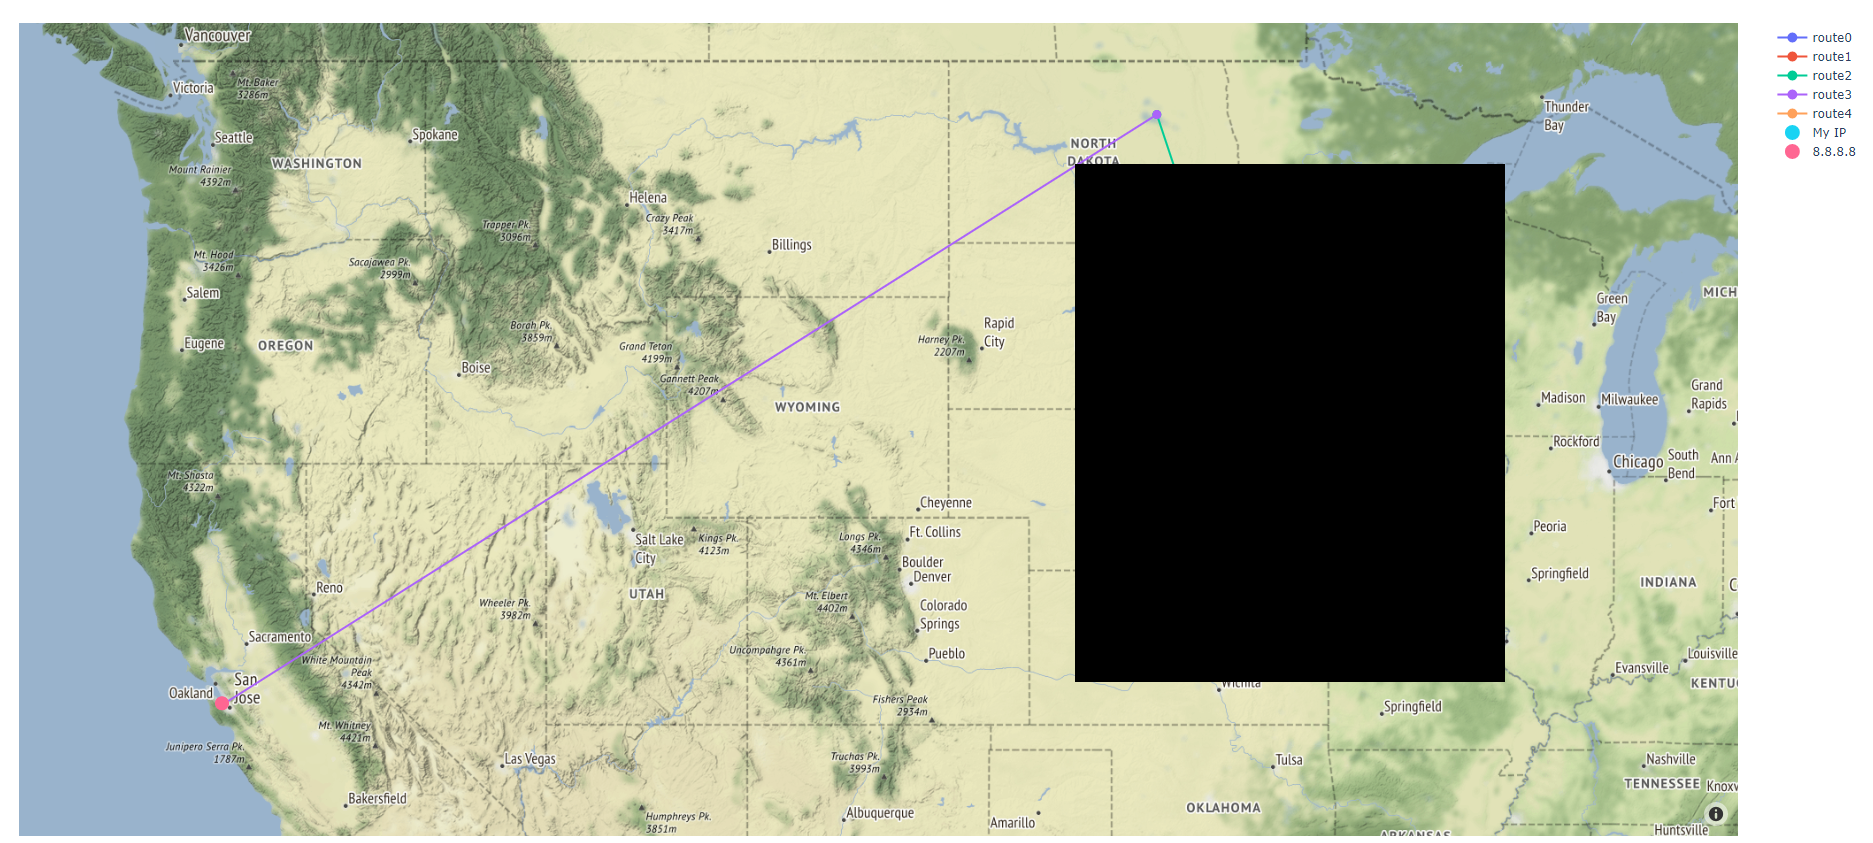 Vancouver
Victoria
Mt. Baker
3286m
Seattle
Spokane
WASHINGTON
Mount Rainier
4392m
Helena
Trapper Pk.
3096m
Crazy Peak
3417m
Billings
NORTH
DAKOTA
Thunder
Bay
Mt. Hood
3426m
Sacajawea Pk.
2999m
Salem
Eugene
OREGON
Borah Pk.
3859m
Boise
Grand Teton
4199m
Gannett Peak
4207m
WYOMING
Harney Pk.
2207m
Rapid
City
Green
Bay
MICH
Madison
Milwaukee
Grand
Rapids
Rockford
Chicago
South
Bend
Ann A
Fort
Mt. Shasta
4322m
Cheyenne
Ft. Collins
Longs Pk.
4346m
Boulder
Denver
Salt Lake
City
Kings Pk.
4123m
Peoria
Springfield
INDIANA
C
Reno
Wheeler Pk.
3982m
UTAH
Mt. Elbert
4402m
Colorado
Springs
Pueblo
Sacramento
White Mountain
Peak
4342m
Uncompahgre Pk.
4361m
Evansville
Louisville
KENTUC
Oakland
San
Jose
Fishers Peak
2934m
Wichita
Springfield
Mt. Whitney
4421m
Junipero Serra Pk.
1787m
Las Vegas
Truchas Pk.
3993m
Tulsa
Nashville
TENNESSEE
Knoxv
Bakersfield
Humphreys Pk.
3851m
Albuquerque
Amarillo
OKLAHOMA
ARKANSAS
Huntsville
route0
route1
route2
route3
route4
My IP
8.8.8.8